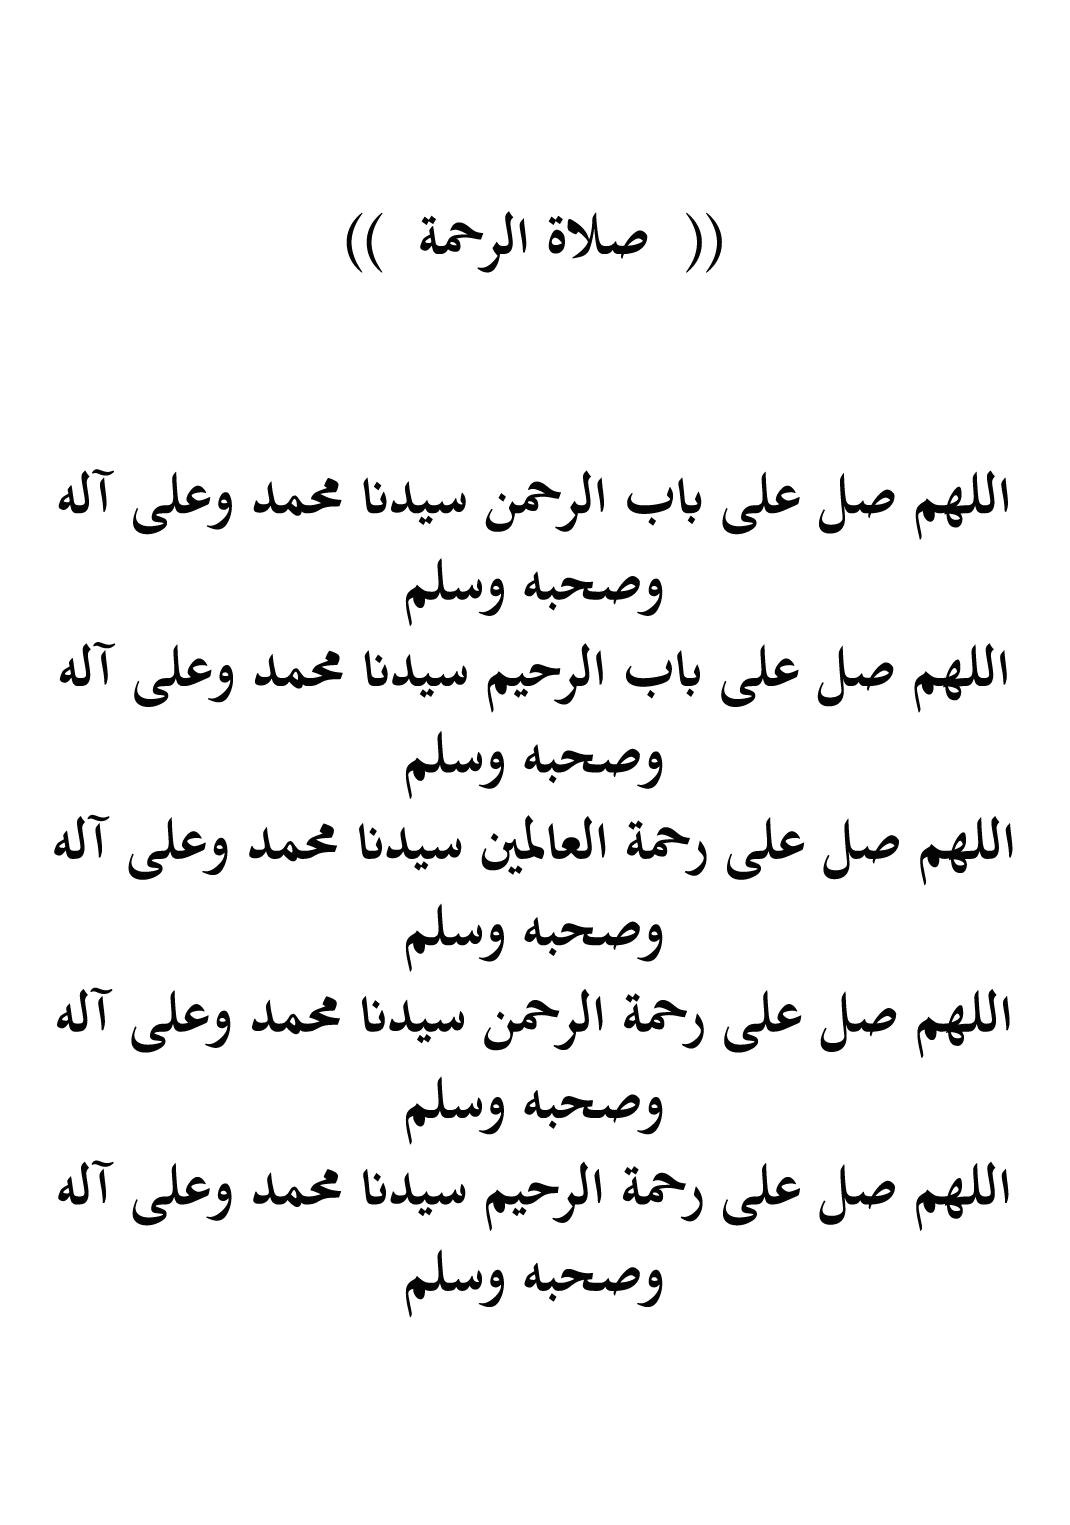 (( صلاة الرحمة ))
اللهم صل على باب الرحمن سيدنا محمد وعلى آله
وصحبه وسلم
اللهم صل على باب الرحيم سيدنا محمد وعلى آله
وصحبه وسلم
اللهم صل على رحمة العالمين سيدنا محمد وعلى آله
وصحبه وسلم
اللهم صل على رحمة الرحمن سيدنا محمد وعلى آله
وصحبه وسلم
اللهم صل على رحمة الرحيم سيدنا محمد وعلى آله
وصحبه وسلم